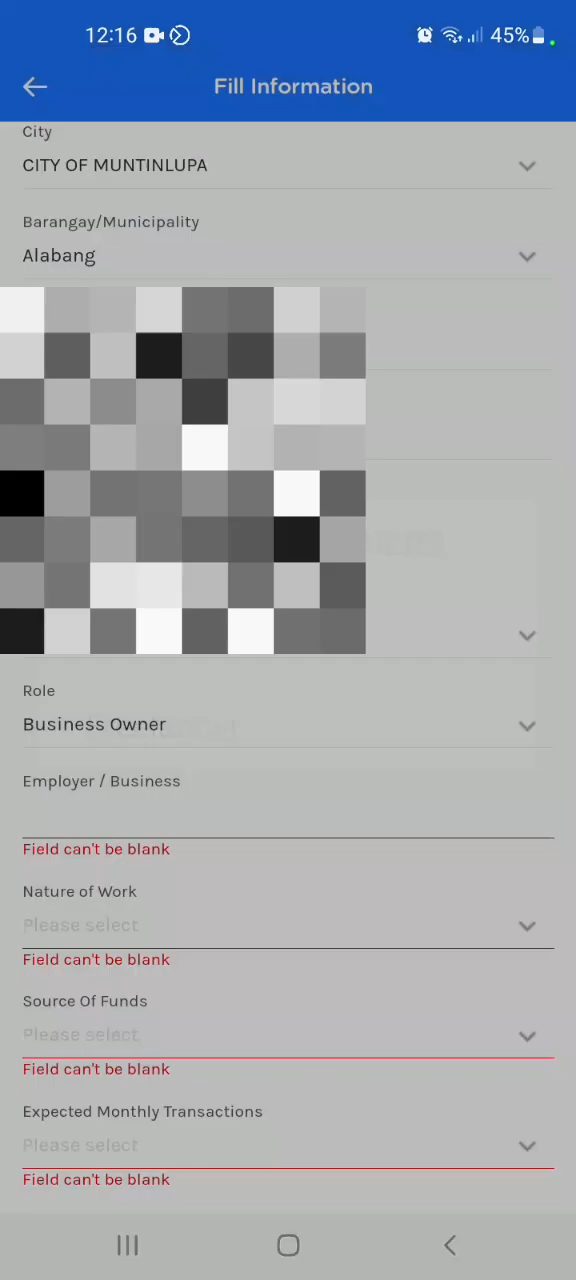 12:16
45%
Fill Information
City
CITY OF MUNTINLUPA
Barangay/Municipality
Alabang
Role
Business Owner
Employer / Business
Field can't be blank
Nature of Work
Please select
Field can't be blank
Source Of Funds
Please select
Field can't be blank
Expected Monthly Transactions
Please select
Field can't be blank